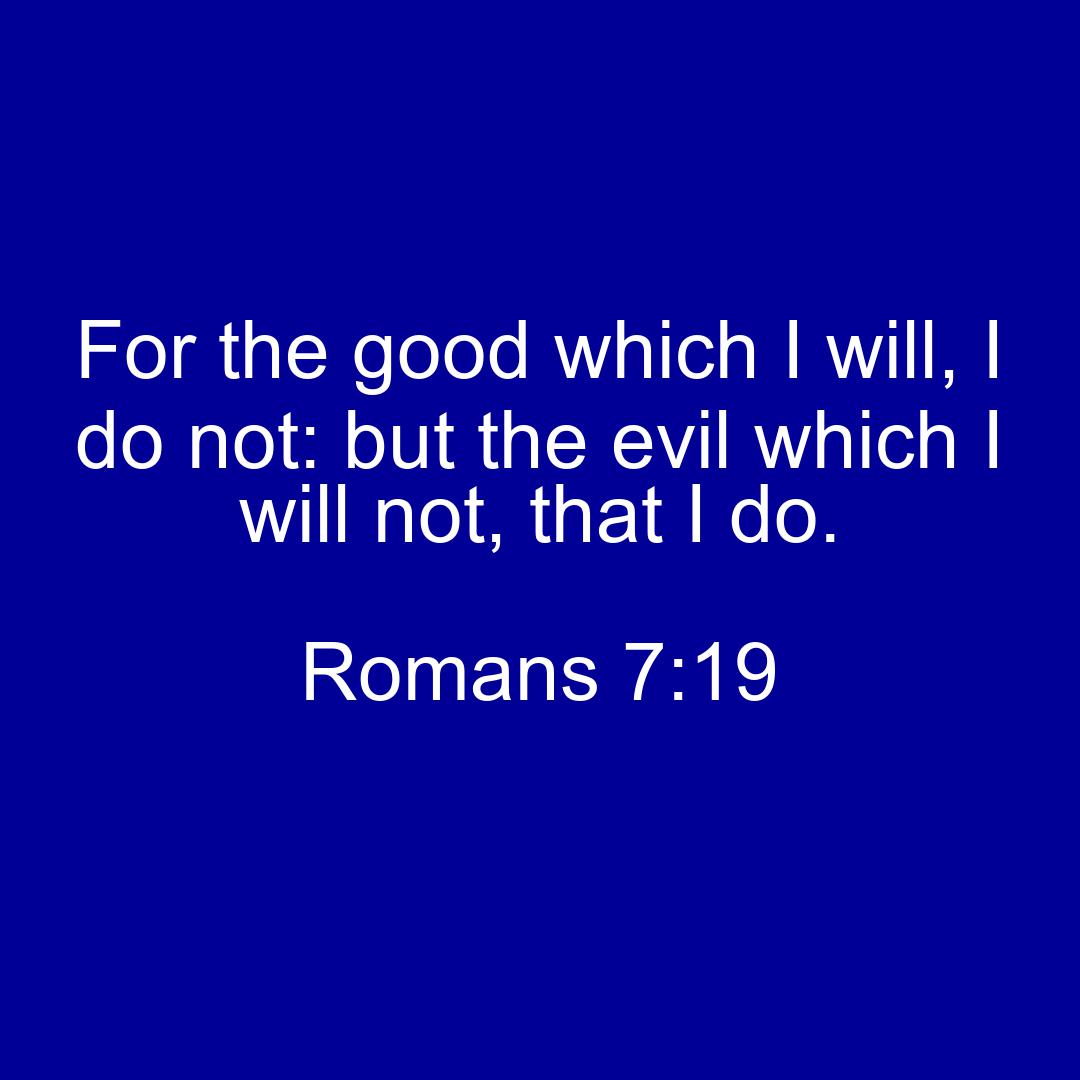 For the good which I will, I
do not: but the evil which I
will not, that I do.
Romans 7:19